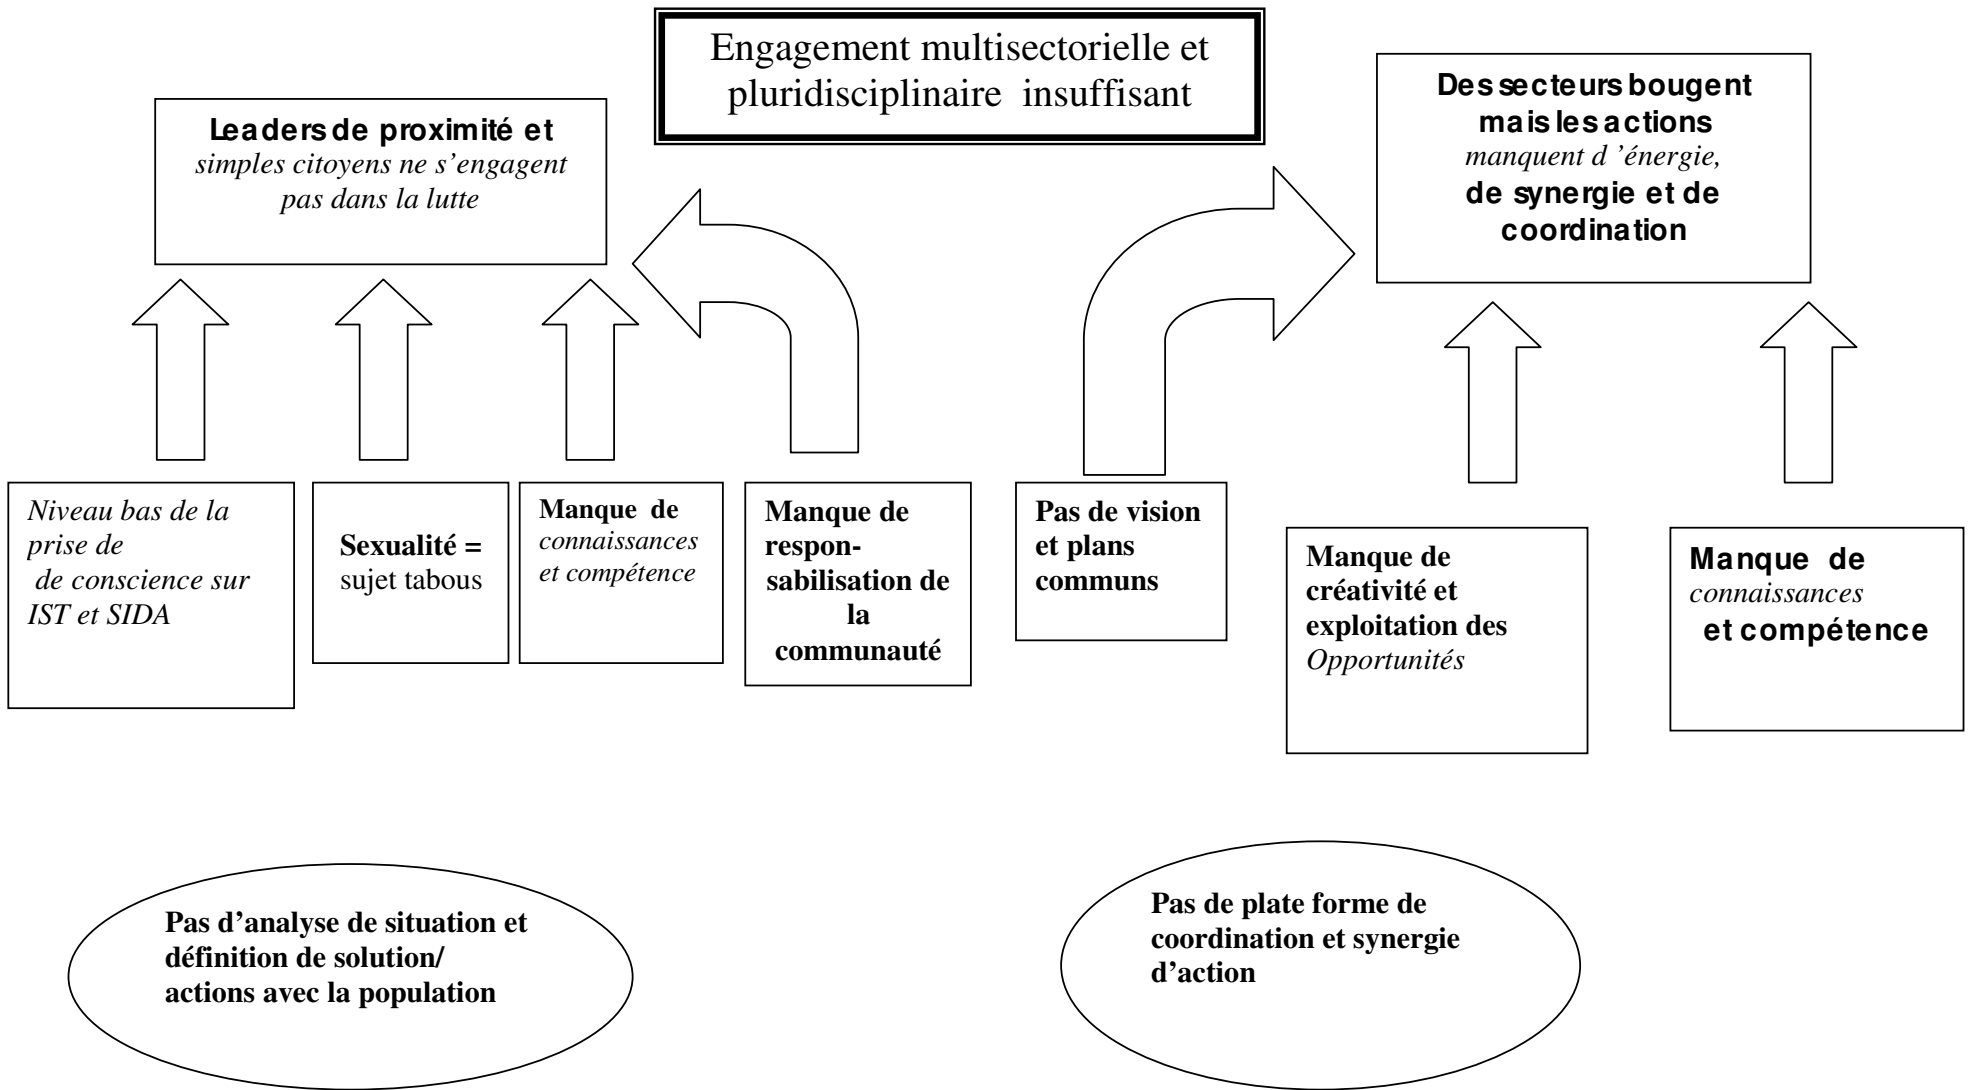 Engagement multisectorielle et
pluridisciplinaire insuffisant
Leaders de proximité et
simples citoyens ne s'engagent
pas dans la lutte
Des secteurs bougent
mais les actions
manquent d ’énergie,
de synergie et de
coordination
Niveau bas de la
prise de
de conscience sur
IST et SIDA
Sexualité =
sujet tabous
Manque de
connaissances
et compétence
Manque de
respon-
sabilisation de
la
communauté
Pas de vision
et plans
communs
Manque de
créativité et
exploitation des
Opportunités
Manque de
connaissances
et compétence
Pas d’analyse de situation et
définition de solution/
actions avec la population
Pas de plate forme de
coordination et synergie
d’action